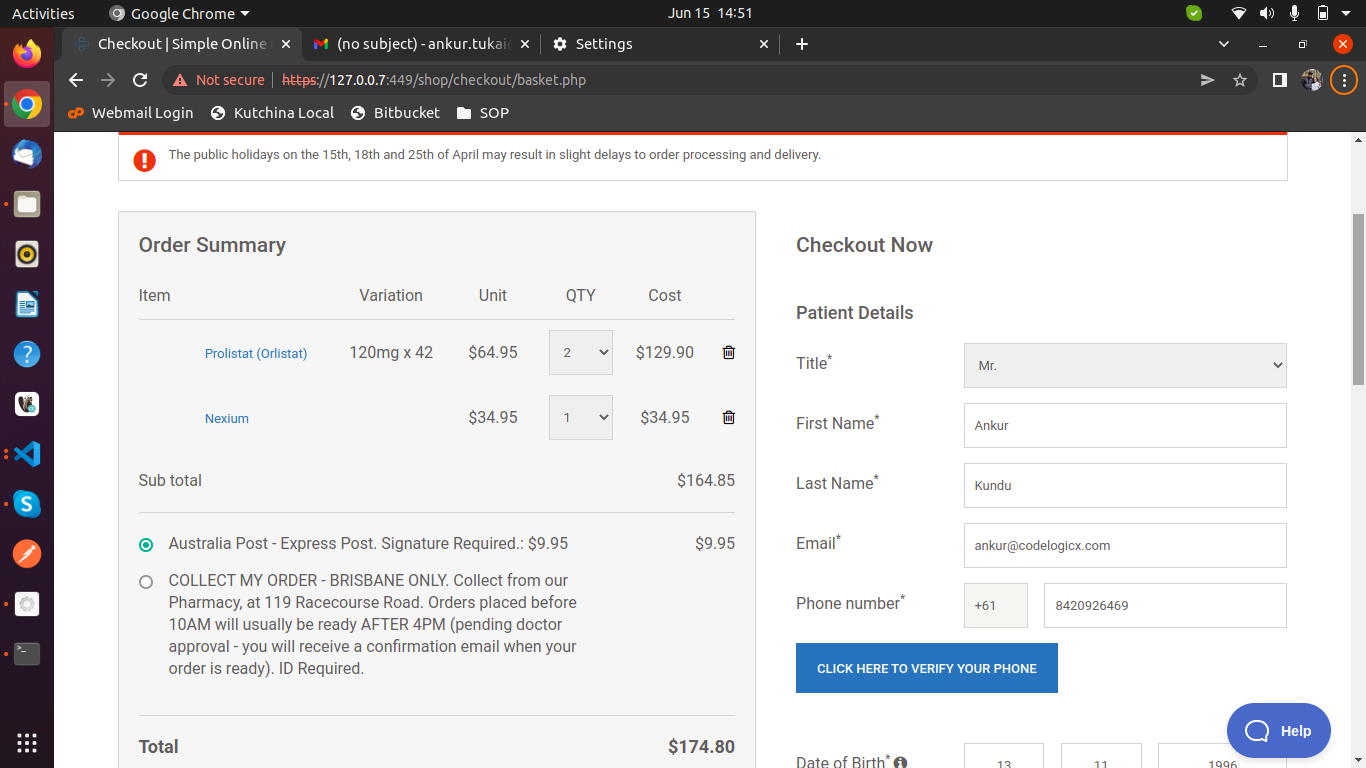 Activities
Google Chrome
Jun 15 14:51
Checkout | Simple Online
(no subject) - ankur.tukai
Settings
Not secure
https://127.0.0.7:449/shop/checkout/basket.php
Webmail Login
Kutchina Local
Bitbucket
SOP
The public holidays on the 15th, 18th and 25th of April may result in slight delays to order processing and delivery.
Order Summary
Item Variation Unit QTY Cost
Prolistat (Orlistat) 120mg x 42 $64.95 2 $129.90
Nexium $34.95 1 $34.95
Sub total $164.85
Australia Post - Express Post. Signature Required.: $9.95 $9.95
COLLECT MY ORDER - BRISBANE ONLY. Collect from our
Pharmacy, at 119 Racecourse Road. Orders placed before
10AM will usually be ready AFTER 4PM (pending doctor
approval - you will receive a confirmation email when your
order is ready). ID Required.
Total $174.80
Checkout Now
Patient Details
Title* Mr.
First Name* Ankur
Last Name* Kundu
Email* ankur@codelogicx.com
Phone number* +61 8420926469
CLICK HERE TO VERIFY YOUR PHONE
Date of Birth* 13 11 1996
Help